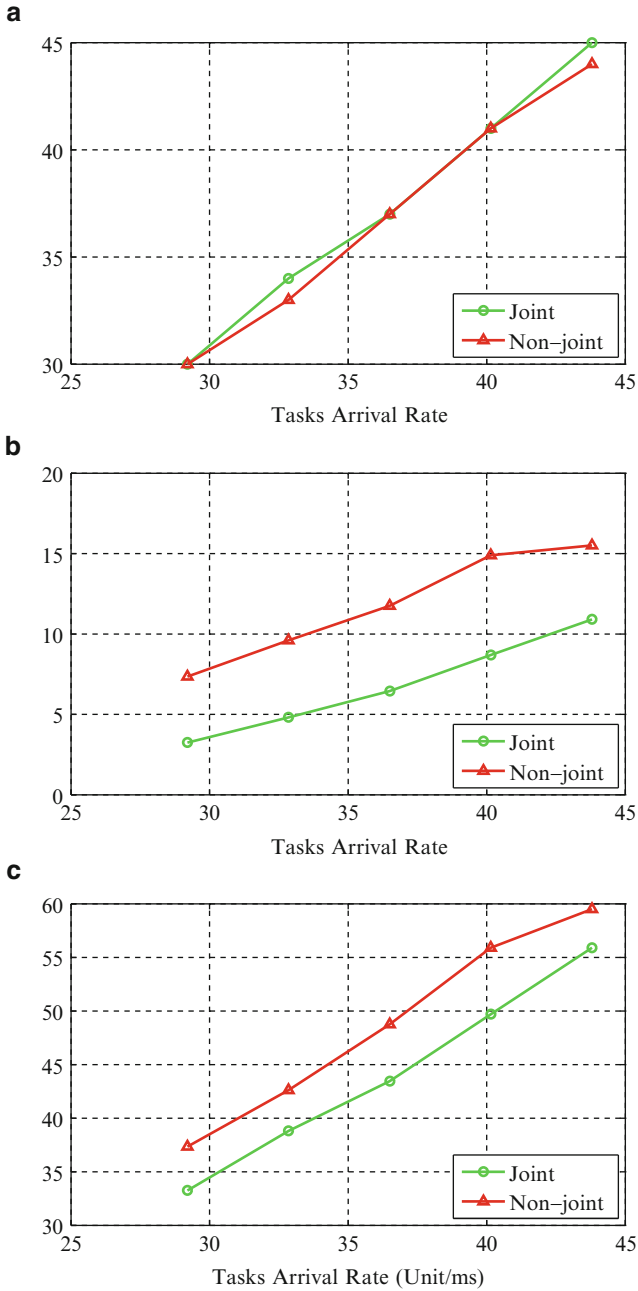 a
45
40
35
30
25 30 35 40 45
Joint
Non–joint
Tasks Arrival Rate
b
20
15
10
5
0
25 30 35 40 45
Joint
Non–joint
Tasks Arrival Rate
c
60
55
50
45
40
35
30
25 30 35 40 45
Joint
Non–joint
Tasks Arrival Rate (Unit/ms)